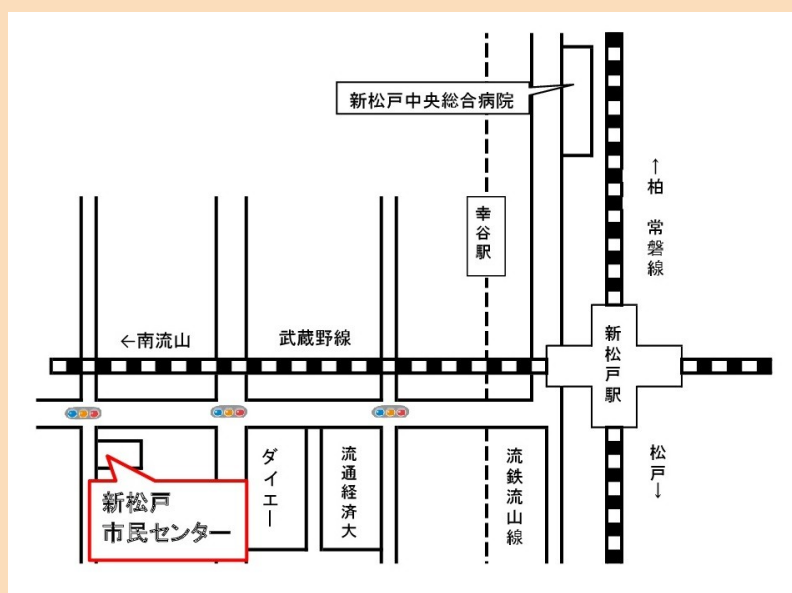 新松戸中央総合病院
↑柏 常磐線
幸谷駅
←南流山
武蔵野線
新松戸駅
ダイエー
流通経済大
流鉄流山線
松戸↓
新松戸
市民センター